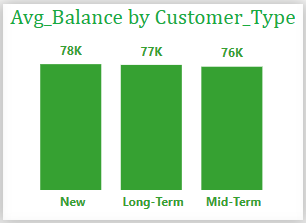 Avg_Balance by Customer_Type
78K 77K 76K
New Long-Term Mid-Term